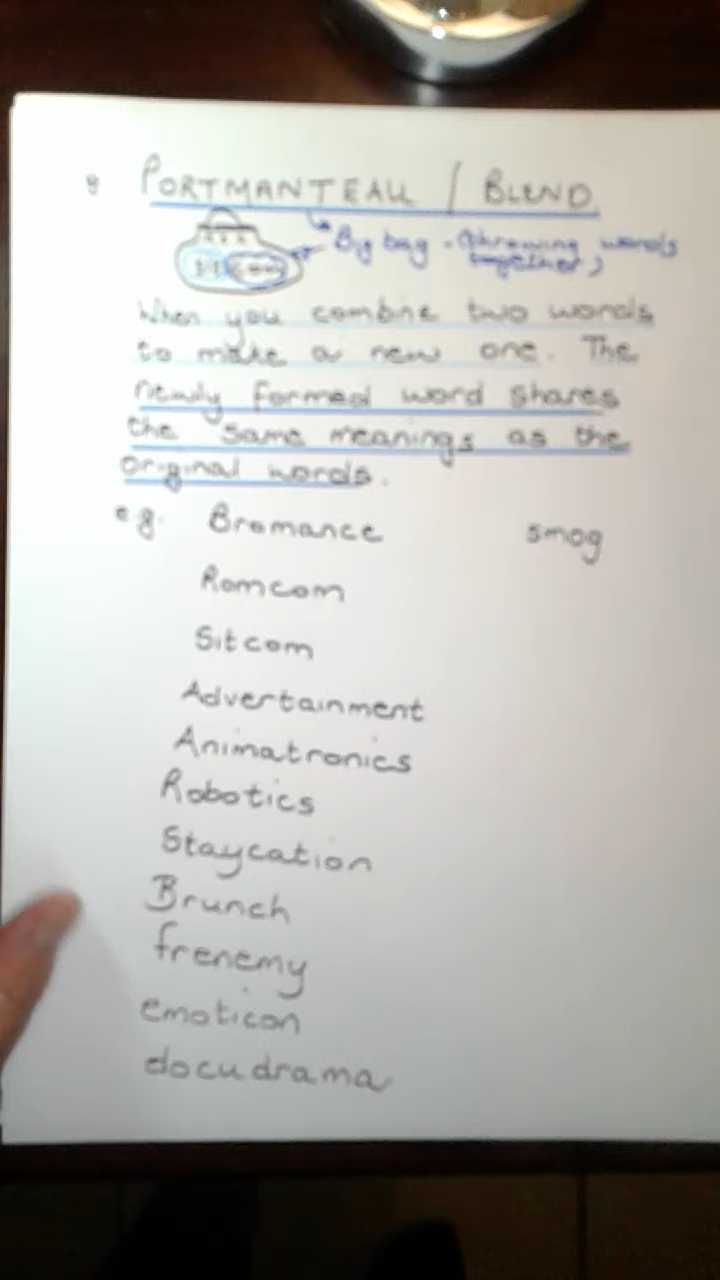 PORTMANTEAU / BLEND
Big bag - (throwing words
together)
When you combine two words
to make a new one. The
newly formed word shares
the same meanings as the
original words.
e.g. Bromance smog
Romcom
Sitcom
Advertainment
Animatronics
Robotics
Staycation
Brunch
frenemy
emoticon
docudrama